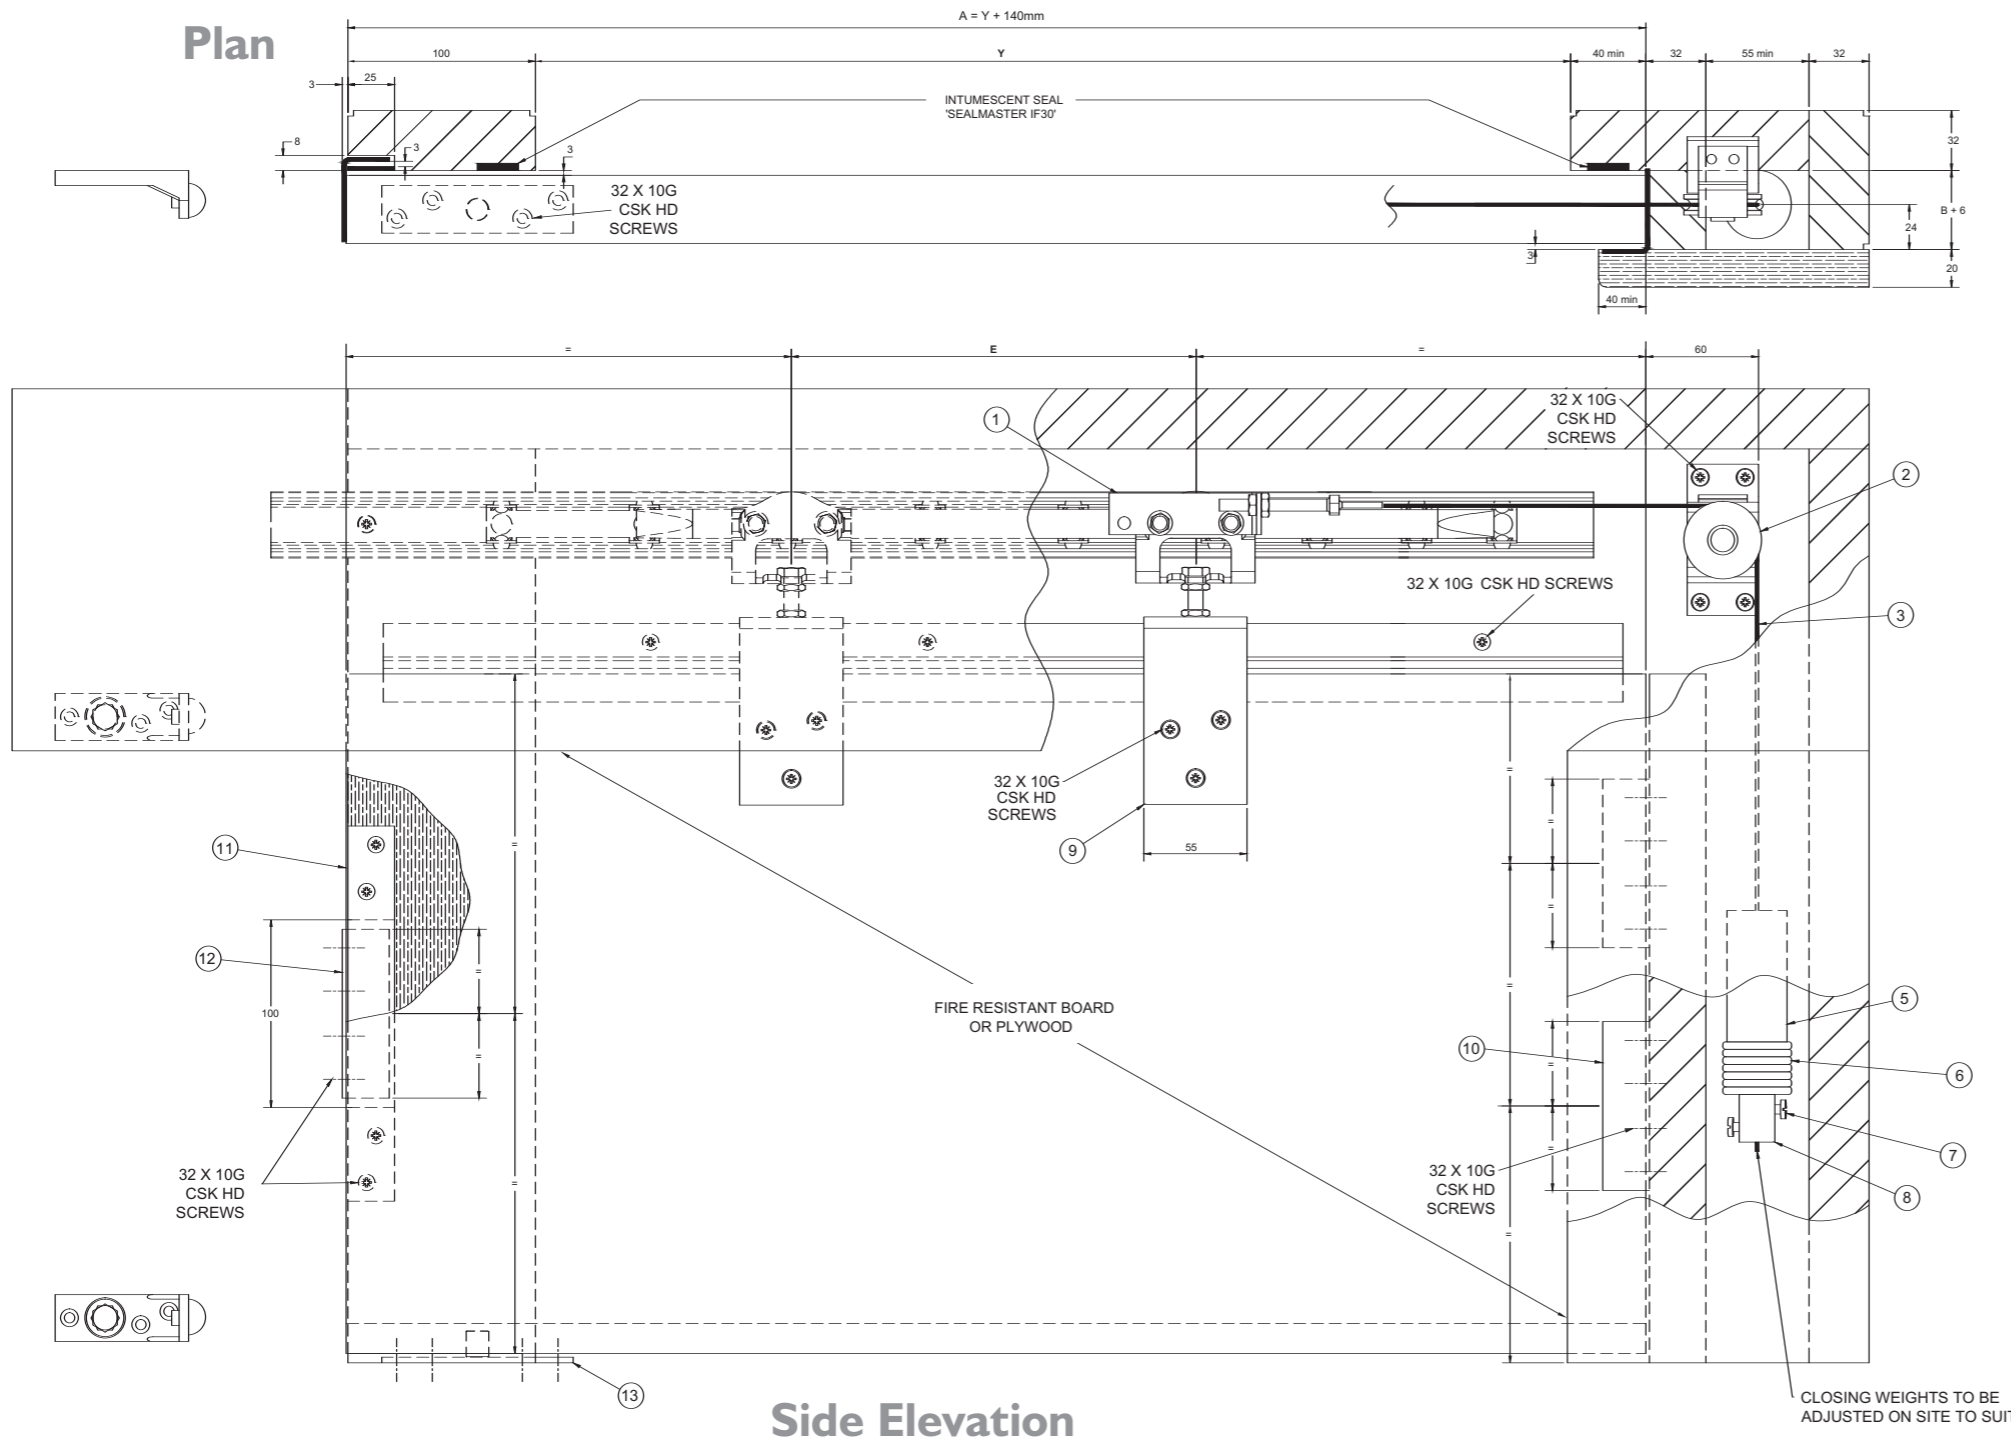 Plan
A = Y + 140mm
100
Y
40 min
32
55 min
32
3
25
INTUMESCENT SEAL
'SEALMASTER IF30'
8
3
3
32
32 X 10G
CSK HD
SCREWS
B + 6
24
3
20
40 min
=
E
=
60
1
32 X 10G
CSK HD
SCREWS
2
32 X 10G CSK HD SCREWS
3
32 X 10G
CSK HD
SCREWS
=
=
=
11
9
55
=
12
=
=
100
=
=
FIRE RESISTANT BOARD
OR PLYWOOD
5
10
=
6
7
=
32 X 10G
CSK HD
SCREWS
=
32 X 10G
CSK HD
SCREWS
8
=
13
CLOSING WEIGHTS TO BE
ADJUSTED ON SITE TO SUIT
Side Elevation